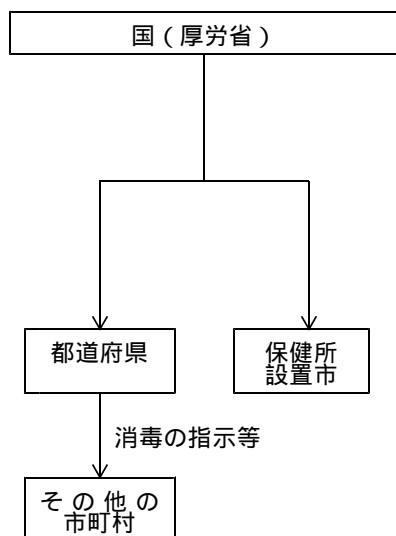 国（厚労省）
都道府県
保健所
設置市
消毒の指示等
その他の
市町村